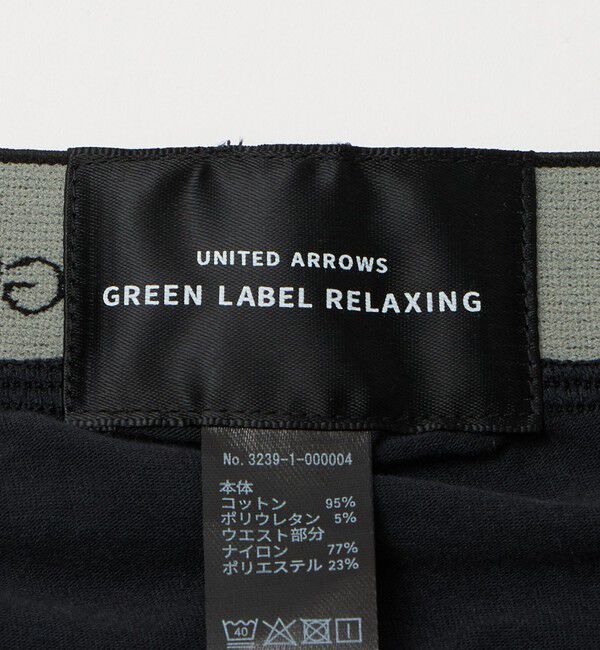 UNITED ARROWS
GREEN LABEL RELAXING
No. 3239-1-000004
本体
コットン 95%
ポリウレタン 5%
ウエスト部分
ナイロン 77%
ポリエステル 23%
40